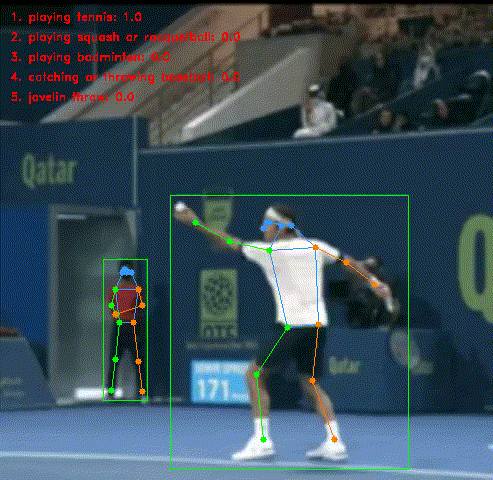 1. playing tennis: 1.0
2. playing squash or racquetball: 0.0
3. playing badminton: 0.0
4. catching or throwing baseball: 0.0
5. javelin throw: 0.0
Qatar
Qatar
171